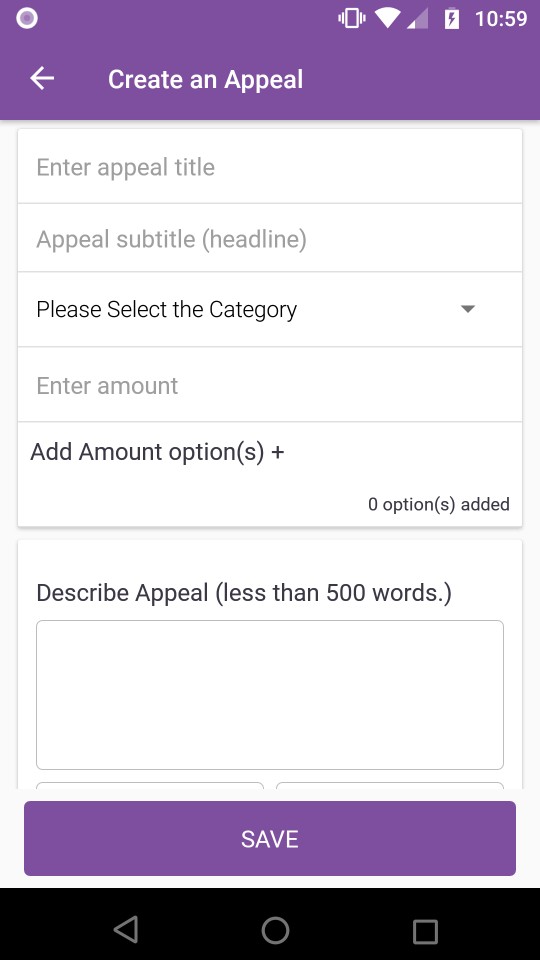 10:59
Create an Appeal
Enter appeal title
Appeal subtitle (headline)
Please Select the Category
Enter amount
Add Amount option(s) +
0 option(s) added
Describe Appeal (less than 500 words.)
SAVE